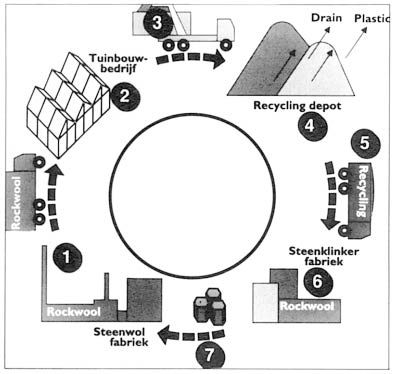 3
Drain Plastic
Tuinbouw-
bedrijf
2
Recycling depot
4
5
Rockwool
Recycling
1
Steenklinker
fabriek
6
Rockwool
Rockwool
Steenwol
fabriek
7